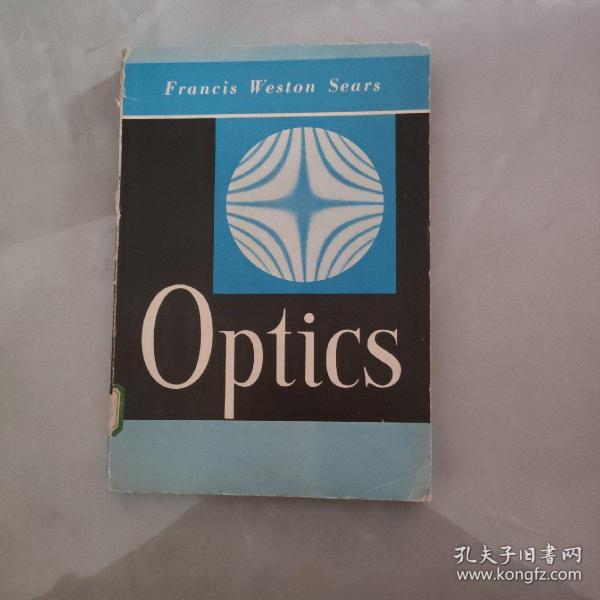 Francis Weston Sears
Optics
孔夫子旧書网
www.kongfz.com